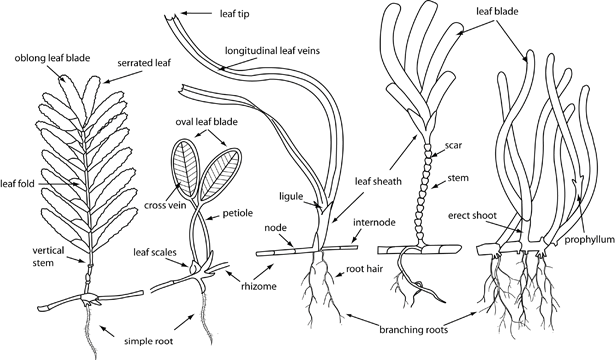 leaf tip
leaf blade
longitudinal leaf veins
oblong leaf blade
serrated leaf
oval leaf blade
scar
leaf sheath
stem
leaf fold
cross vein
ligule
petiole
internode
erect shoot
node
prophyllum
vertical
stem
leaf scales
rhizome
root hair
simple root
branching roots